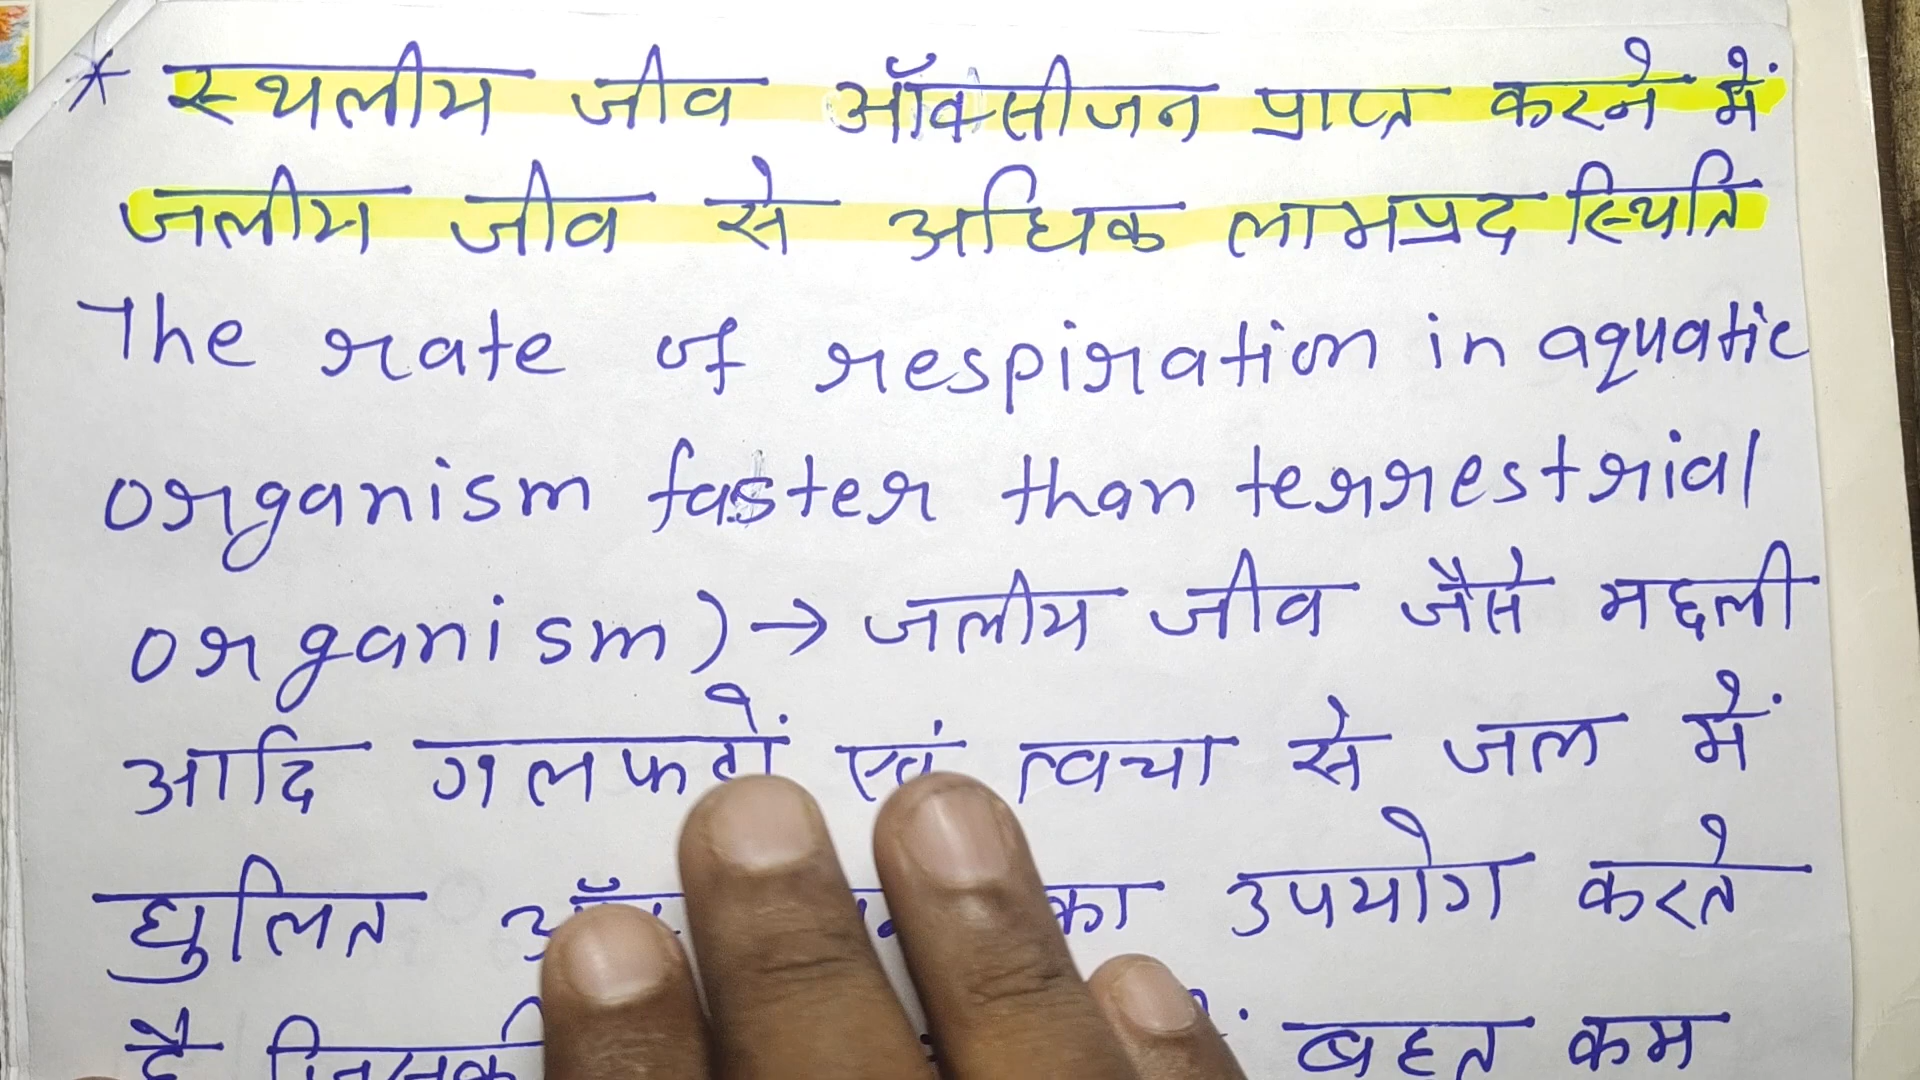 * स्थलीय जीव ऑक्सीजन प्राप्त करने में
जलीय जीव से अधिक लाभप्रद स्थिति
The rate of respiration in aquatic
organism faster than terrestrial
organism) → जलीय जीव जैसे मछली
आदि गलफटों एवं त्वचा से जल में
घुलित का उपयोग करते
है बहुत कम